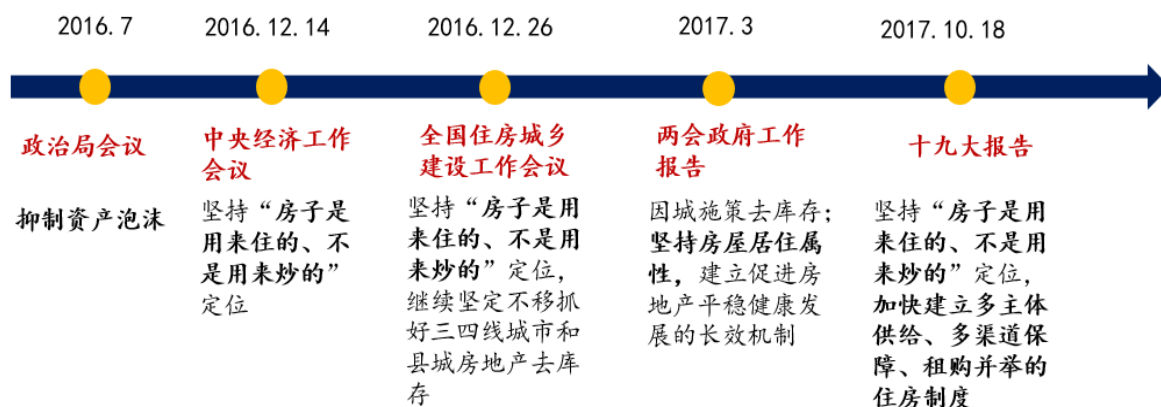 2016.7
2016.12.14
2016.12.26
2017.3
2017.10.18
政治局会议
抑制资产泡沫
中央经济工作
会议
坚持“房子是
用来住的、不
是用来炒的”
定位
全国住房城乡
建设工作会议
坚持“房子是用
来住的、不是用
来炒的”定位,
继续坚定不移抓
好三四线城市和
县城房地产去库
存
两会政府工作
报告
因城施策去库存;
坚持房屋居住属
性,建立促进房
地产平稳健康发
展的长效机制
十九大报告
坚持“房子是用
来住的、不是用
来炒的”定位,
加快建立多主体
供给、多渠道保
障、租购并举的
住房制度